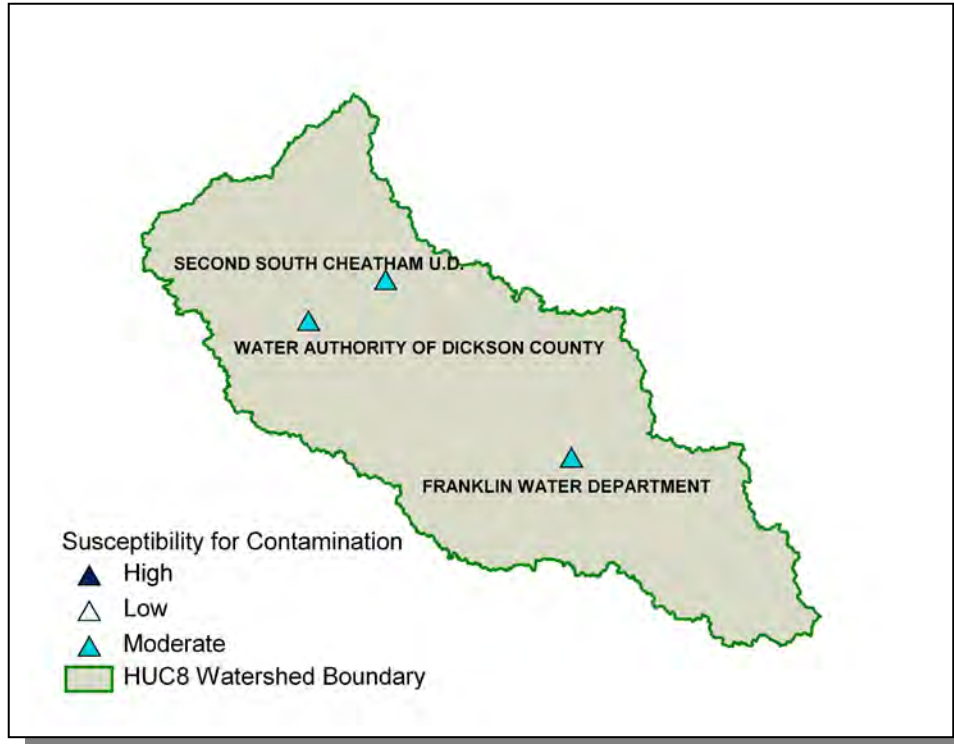 SECOND SOUTH CHEATHAM U.D.
WATER AUTHORITY OF DICKSON COUNTY
FRANKLIN WATER DEPARTMENT
Susceptibility for Contamination
High
Low
Moderate
HUC8 Watershed Boundary